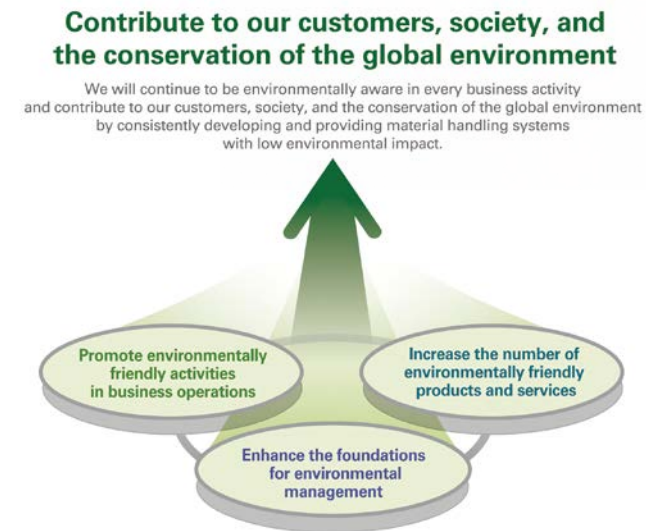 Contribute to our customers, society, and
the conservation of the global environment
We will continue to be environmentally aware in every business activity
and contribute to our customers, society, and the conservation of the global environment
by consistently developing and providing material handling systems
with low environmental impact.
Promote environmentally
friendly activities
in business operations
Increase the number of
environmentally friendly
products and services
Enhance the foundations
for environmental
management